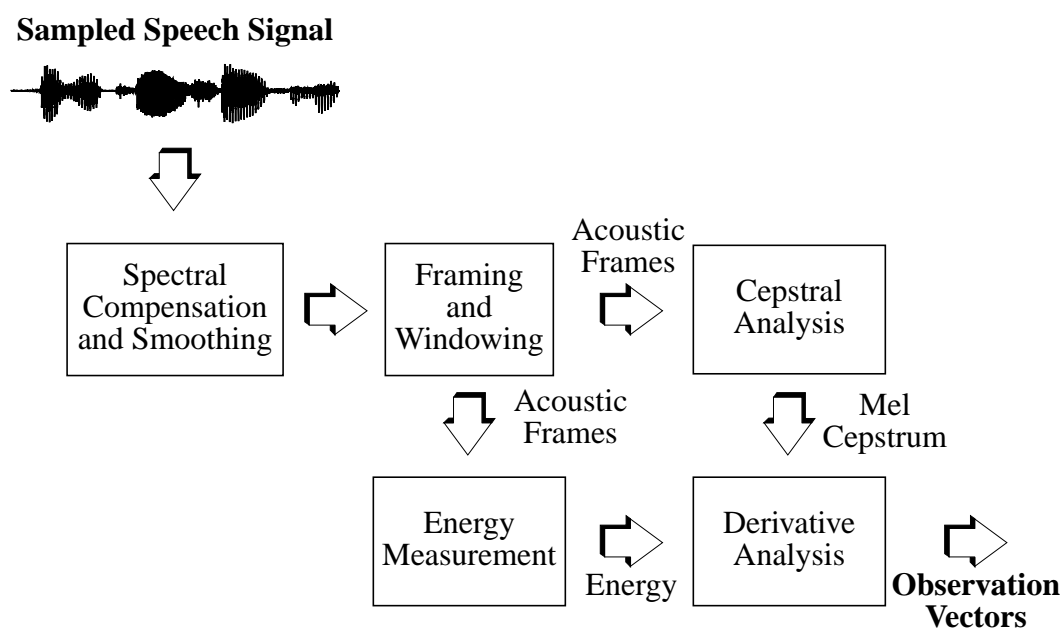 Sampled Speech Signal
Spectral
Compensation
and Smoothing
Framing
and
Windowing
Acoustic
Frames
Cepstral
Analysis
Acoustic
Frames
Mel
Cepstrum
Energy
Measurement
Energy
Derivative
Analysis
Observation
Vectors